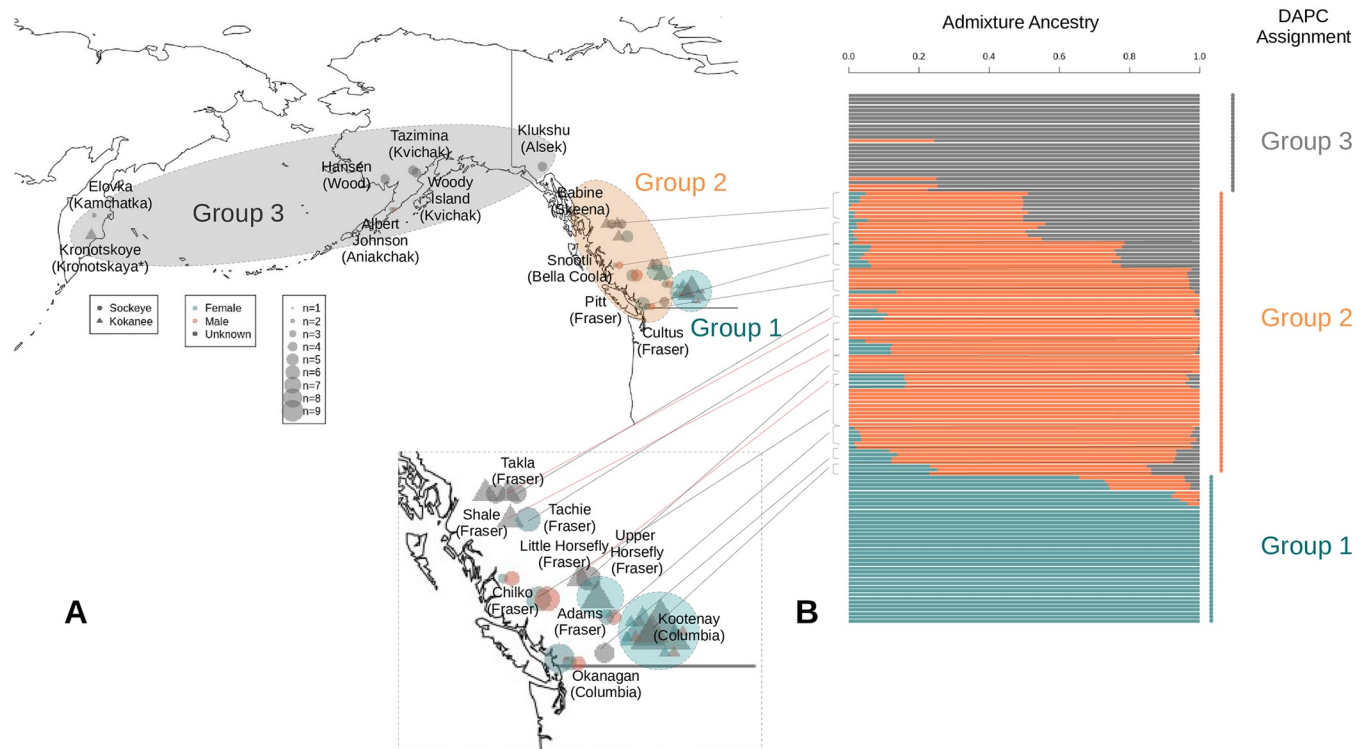 Admixture Ancestry
DAPC
Assignment
0.0
0.2
0.4
0.6
0.8
1.0
Klukshu
(Alsek)
Tazimina
(Kvichak)
Hansen
(Wood)
Elovka
(Kamchatka)
Woody
Island
(Kvichak)
Group 3
Albert
Johnson
(Aniakchak)
Kronotskoye
(Kronotskaya*)
Babine
(Skeena)
Group 2
Snootli
(Bella Coola)
Pitt
(Fraser)
Group 1
Cultus
(Fraser)
Sockeye
Kokanee
Female
Male
Unknown
n=1
n=2
n=3
n=4
n=5
n=6
n=7
n=8
n=9
Group 3
Group 2
Group 1
Takla
(Fraser)
Shale
(Fraser)
Tachie
(Fraser)
Little Horsefly
(Fraser)
Upper
Horsefly
(Fraser)
Chilko
(Fraser)
Adams
(Fraser)
Kootenay
(Columbia)
Okanagan
(Columbia)
A
B